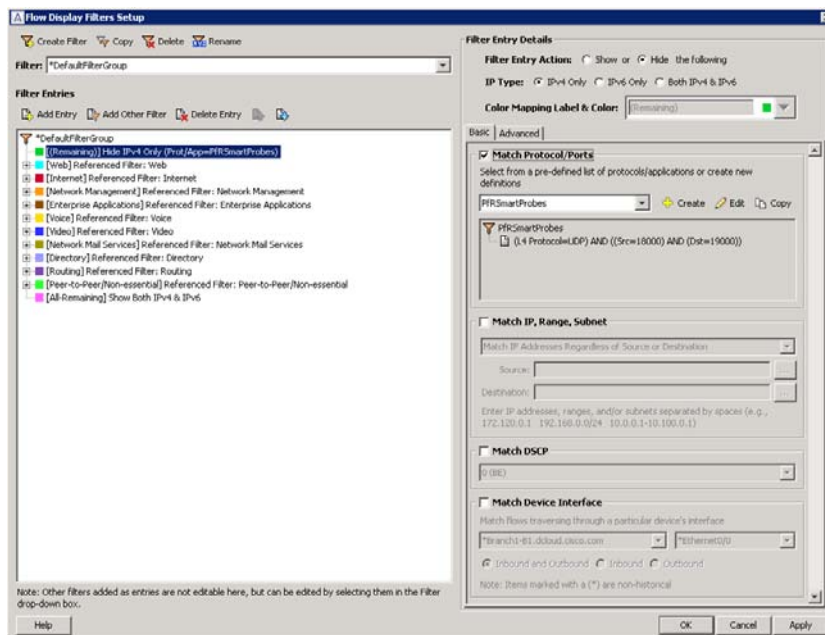 Flow Display Filters Setup
Create Filter Copy Delete Rename
Filter: *DefaultFilterGroup
Filter Entries
Add Entry Add Other Filter Delete Entry
*DefaultFilterGroup
[(Remaining)] Hide IPv4 Only (Prot/App=PfRSmartProbes)
[Web] Referenced Filter: Web
[Internet] Referenced Filter: Internet
[Network Management] Referenced Filter: Network Management
[Enterprise Applications] Referenced Filter: Enterprise Applications
[Voice] Referenced Filter: Voice
[Video] Referenced Filter: Video
[Network Mail Services] Referenced Filter: Network Mail Services
[Directory] Referenced Filter: Directory
[Routing] Referenced Filter: Routing
[Peer-to-Peer/Non-essential] Referenced Filter: Peer-to-Peer/Non-essential
[All-Remaining] Show Both IPv4 & IPv6
Note: Other filters added as entries are not editable here, but can be edited by selecting them in the Filter
drop-down box.
Help
Filter Entry Details
Filter Entry Action: Show or Hide the following
IP Type: IPv4 Only IPv6 Only Both IPv4 & IPv6
Color Mapping Label & Color: (Remaining)
Basic Advanced
Match Protocol/Ports
Select from a pre-defined list of protocols/applications or create new
definitions
PfRSmartProbes Create Edit Copy
PfRSmartProbes
(L4 Protocol=UDP) AND ((Src=18000) AND (Dst=19000))
Match IP, Range, Subnet
Match IP Addresses Regardless of Source or Destination
Source: ...
Destination: ...
Enter IP addresses, ranges, and/or subnets separated by spaces (e.g.,
172.120.0.1 192.168.0.0/24 10.0.0.1-10.100.0.1)
Match DSCP
0 (BE)
Match Device Interface
Match flows traversing through a particular device's interface
*Branch1-B1.dcloud.cisco.com *Ethernet0/0
Inbound and Outbound Inbound Outbound
Note: Items marked with a (*) are non-historical
OK Cancel Apply